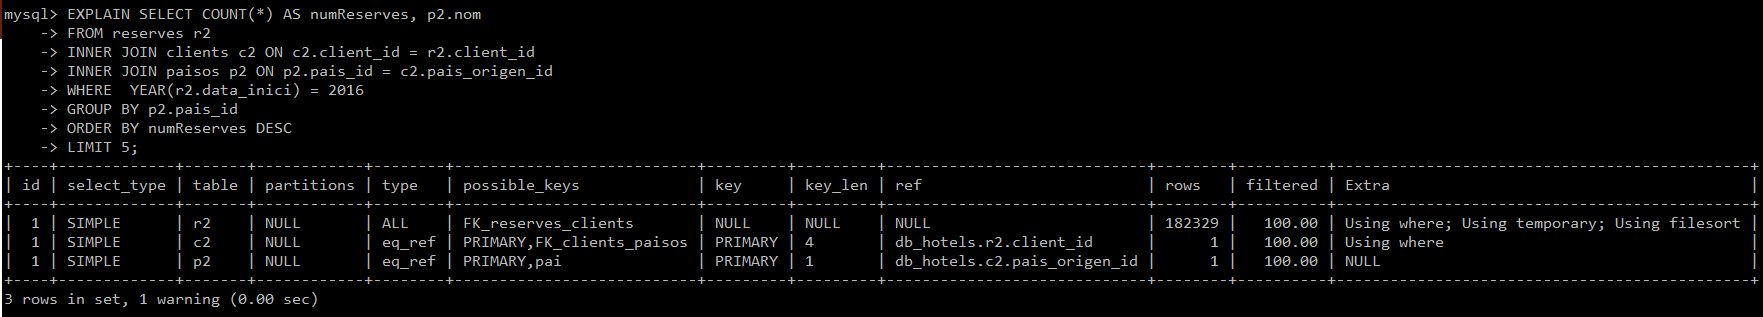 mysql> EXPLAIN SELECT COUNT(*) AS numReserves, p2.nom
    -> FROM reserves r2
    -> INNER JOIN clients c2 ON c2.client_id = r2.client_id
    -> INNER JOIN paisos p2 ON p2.pais_id = c2.pais_origen_id
    -> WHERE  YEAR(r2.data_inici) = 2016
    -> GROUP BY p2.pais_id
    -> ORDER BY numReserves DESC
    -> LIMIT 5;
+----+-------------+-------+------------+--------+---------------------------+---------+---------+-----------------------------+--------+----------+----------------------------------------------+
| id | select_type | table | partitions | type   | possible_keys             | key     | key_len | ref                         | rows   | filtered | Extra                                        |
+----+-------------+-------+------------+--------+---------------------------+---------+---------+-----------------------------+--------+----------+----------------------------------------------+
|  1 | SIMPLE      | r2    | NULL       | ALL    | FK_reserves_clients       | NULL    | NULL    | NULL                        | 182329 |   100.00 | Using where; Using temporary; Using filesort |
|  1 | SIMPLE      | c2    | NULL       | eq_ref | PRIMARY,FK_clients_paisos | PRIMARY | 4       | db_hotels.r2.client_id      |      1 |   100.00 | Using where                                  |
|  1 | SIMPLE      | p2    | NULL       | eq_ref | PRIMARY,pai               | PRIMARY | 1       | db_hotels.c2.pais_origen_id |      1 |   100.00 | NULL                                         |
+----+-------------+-------+------------+--------+---------------------------+---------+---------+-----------------------------+--------+----------+----------------------------------------------+
3 rows in set, 1 warning (0.00 sec)